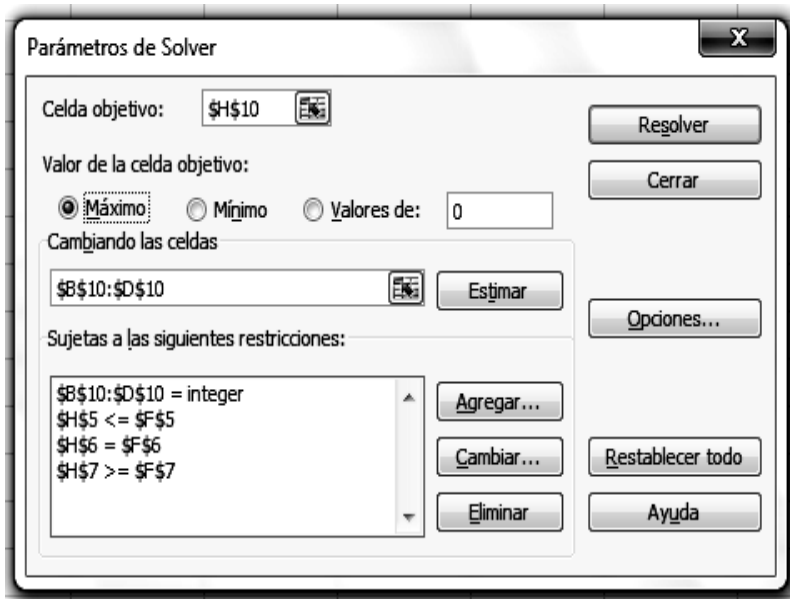 Parámetros de Solver
X
Celda objetivo: $H$10
Resolver
Valor de la celda objetivo:
Cerrar
Máximo Mínimo Valores de: 0
Cambiando las celdas
$B$10:$D$10 Estimar
Opciones...
Sujetas a las siguientes restricciones:
$B$10:$D$10 = integer
$H$5 <= $F$5
$H$6 = $F$6
$H$7 >= $F$7
Agregar...
Cambiar...
Restablecer todo
Eliminar
Ayuda